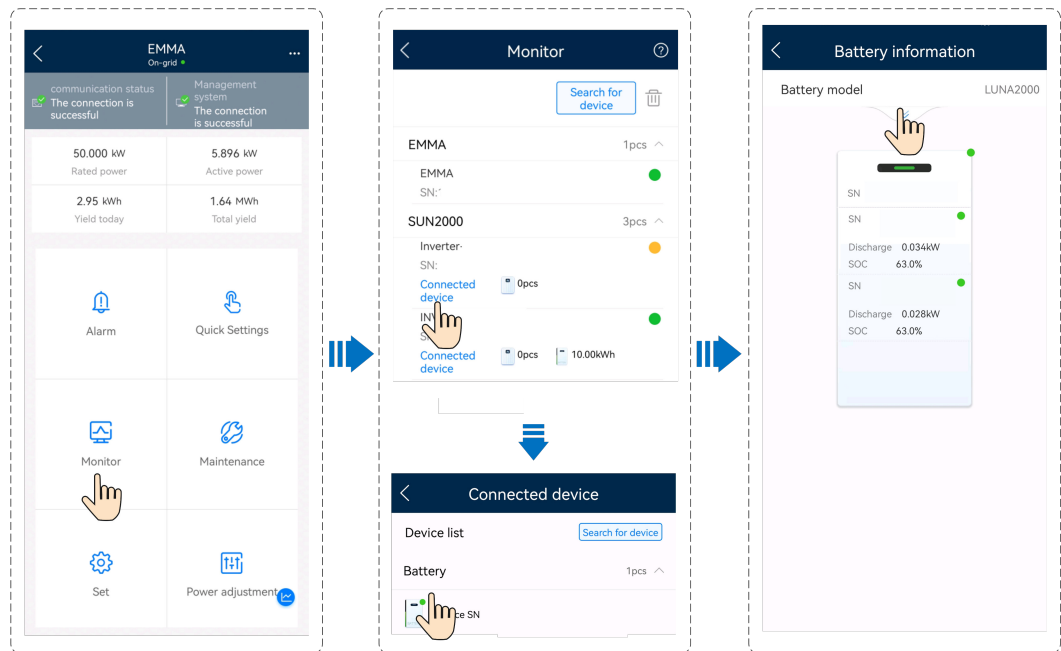 EMMA
On-grid
communication status
The connection is
successful
Management
system
The connection
is successful
50.000 kW
Rated power
5.896 kW
Active power
2.95 kWh
Yield today
1.64 MWh
Total yield
Alarm
Quick Settings
Monitor
Maintenance
Set
Power adjustment
Monitor
Search for
device
EMMA
1pcs
EMMA
SN:
SUN2000
3pcs
Inverter-
SN:
Connected
device
0pcs
Connected
device
0pcs
10.00kWh
Connected device
Device list
Search for device
Battery
1pcs
SN
Battery information
Battery model
LUNA2000
SN
SN
Discharge 0.034kW
SOC 63.0%
SN
Discharge 0.028kW
SOC 63.0%